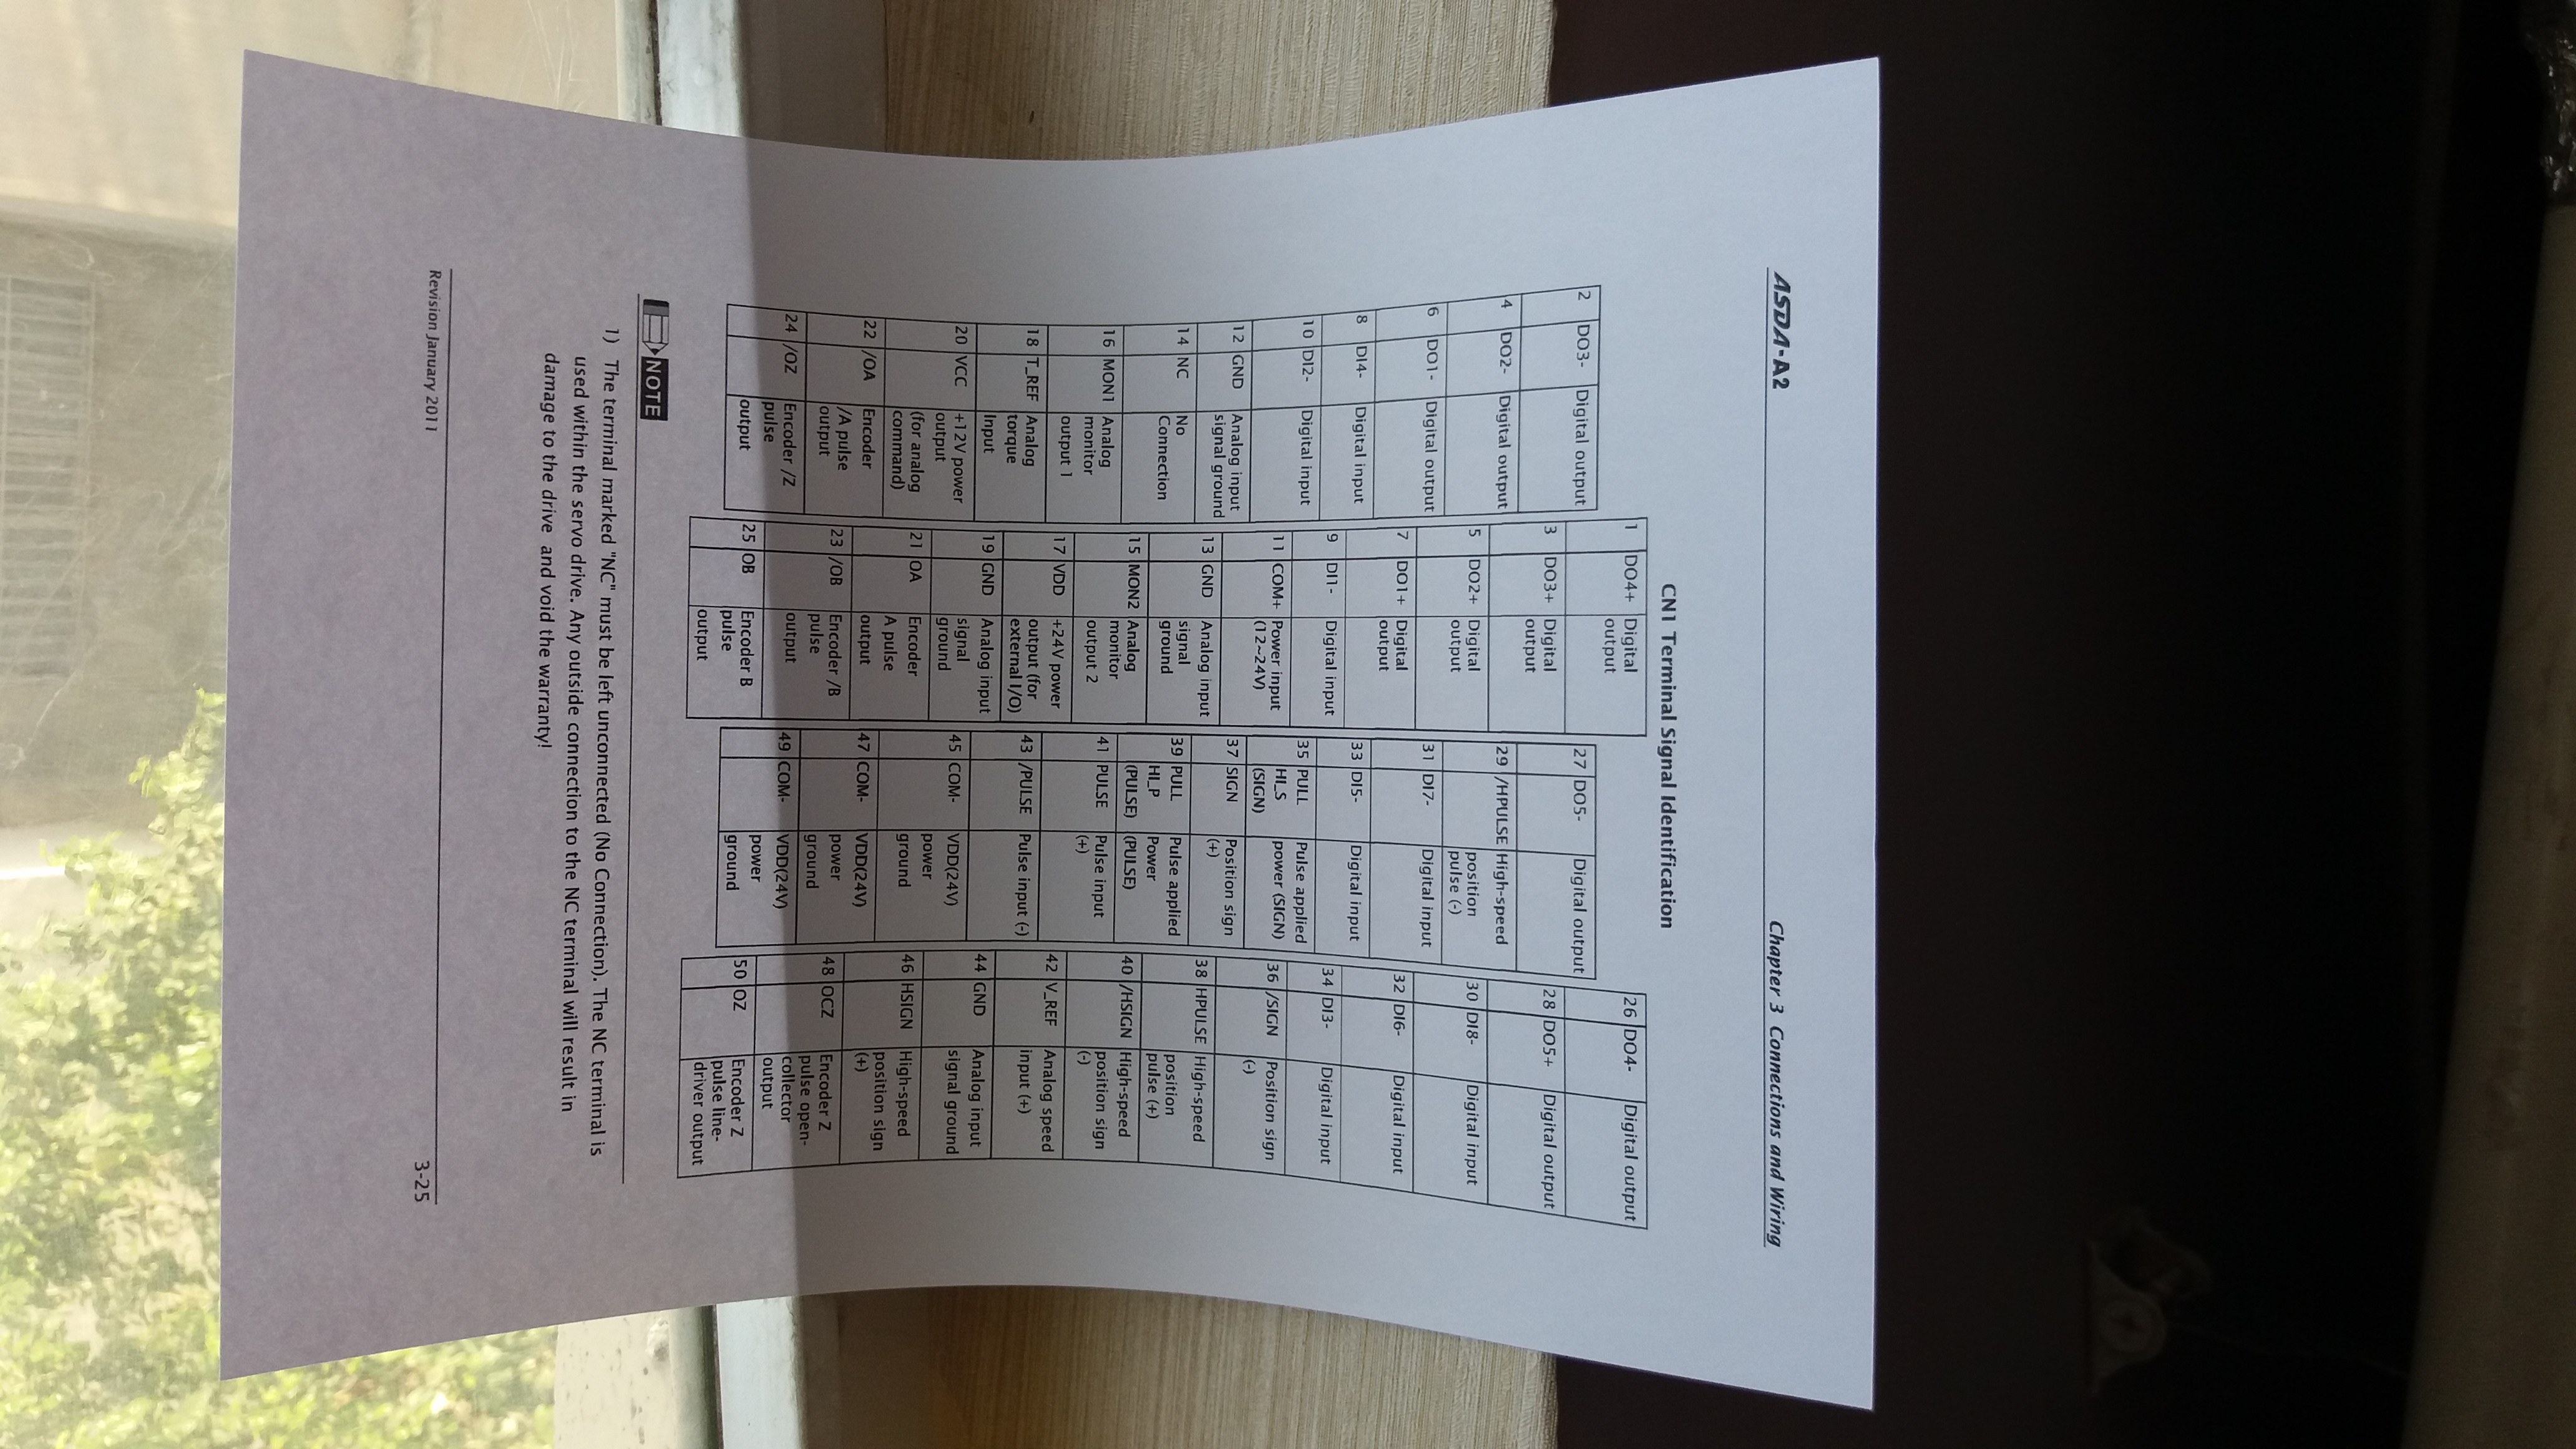 ASDA-A2
Chapter 3 Connections and Wiring
CN1 Terminal Signal Identification
2 DO3- Digital output
4 DO2- Digital output
6 DO1- Digital output
8 DI4- Digital input
10 DI2- Digital input
12 GND Analog input
signal ground
14 NC No
Connection
16 MON1 Analog
monitor
output 1
18 T_REF Analog
torque
Input
20 VCC +12V power
output
(for analog
command)
22 /OA Encoder
/A pulse
output
24 /OZ Encoder /Z
pulse
output
1 DO4+ Digital
output
3 DO3+ Digital
output
5 DO2+ Digital
output
7 DO1+ Digital
output
9 DI1- Digital input
11 COM+ Power input
(12~24V)
13 GND Analog input
signal
ground
15 MON2 Analog
monitor
output 2
17 VDD +24V power
output (for
external I/O)
19 GND Analog input
signal
ground
21 OA Encoder
A pulse
output
23 /OB Encoder /B
pulse
output
25 OB Encoder B
pulse
output
27 DO5- Digital output
29 /HPULSE High-speed
position
pulse (-)
31 DI7- Digital input
33 DI5- Digital input
35 PULL Pulse applied
HI_S power (SIGN)
(SIGN)
37 SIGN Position sign
(+)
39 PULL Pulse applied
HI_P Power
(PULSE) (PULSE)
41 PULSE Pulse input
(+)
43 /PULSE Pulse input (-)
45 COM- VDD(24V)
power
ground
47 COM- VDD(24V)
power
ground
49 COM- VDD(24V)
power
ground
26 DO4- Digital output
28 DO5+ Digital output
30 DI8- Digital input
32 DI6- Digital input
34 DI3- Digital input
36 /SIGN Position sign
(-)
38 HPULSE High-speed
position
pulse (+)
40 /HSIGN High-speed
position sign
(-)
42 V_REF Analog speed
input (+)
44 GND Analog input
signal ground
46 HSIGN High-speed
position sign
(+)
48 OCZ Encoder Z
pulse open-
collector
output
50 OZ Encoder Z
pulse line-
driver output
NOTE
1) The terminal marked "NC" must be left unconnected (No Connection). The NC terminal is
used within the servo drive. Any outside connection to the NC terminal will result in
damage to the drive and void the warranty!
Revision January 2011
3-25